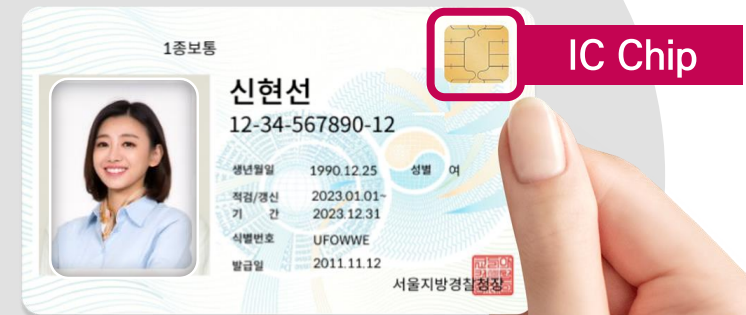 1종보통
IC Chip
신현선
12-34-567890-12
생년월일 1990.12.25 성별 여
적검/갱신 2023.01.01~
기 간 2023.12.31
식별번호 UFOWWE
발급일 2011.11.12
서울지방경찰청장